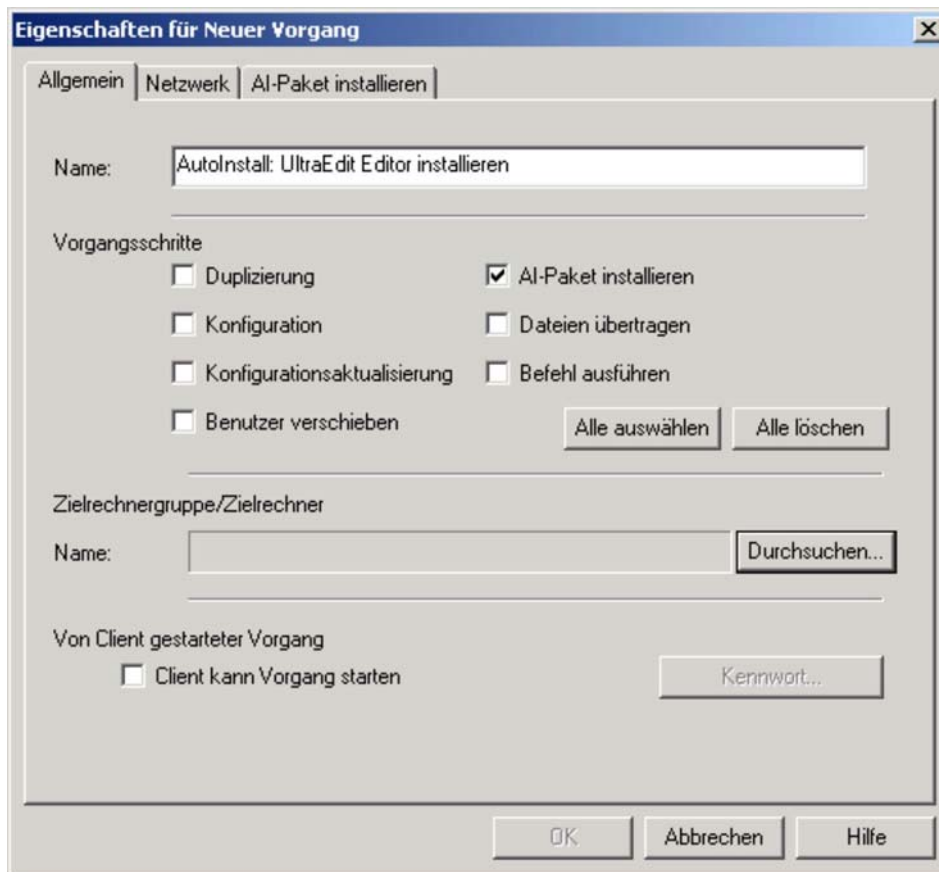 Eigenschaften für Neuer Vorgang
Allgemein Netzwerk AI-Paket installieren
Name: AutoInstall: UltraEdit Editor installieren
Vorgangsschritte
Duplizierung AI-Paket installieren
Konfiguration Dateien übertragen
Konfigurationsaktualisierung Befehl ausführen
Benutzer verschieben Alle auswählen Alle löschen
Zielrechnergruppe/Zielrechner
Name: Durchsuchen...
Von Client gestarteter Vorgang
Client kann Vorgang starten Kennwort...
OK Abbrechen Hilfe